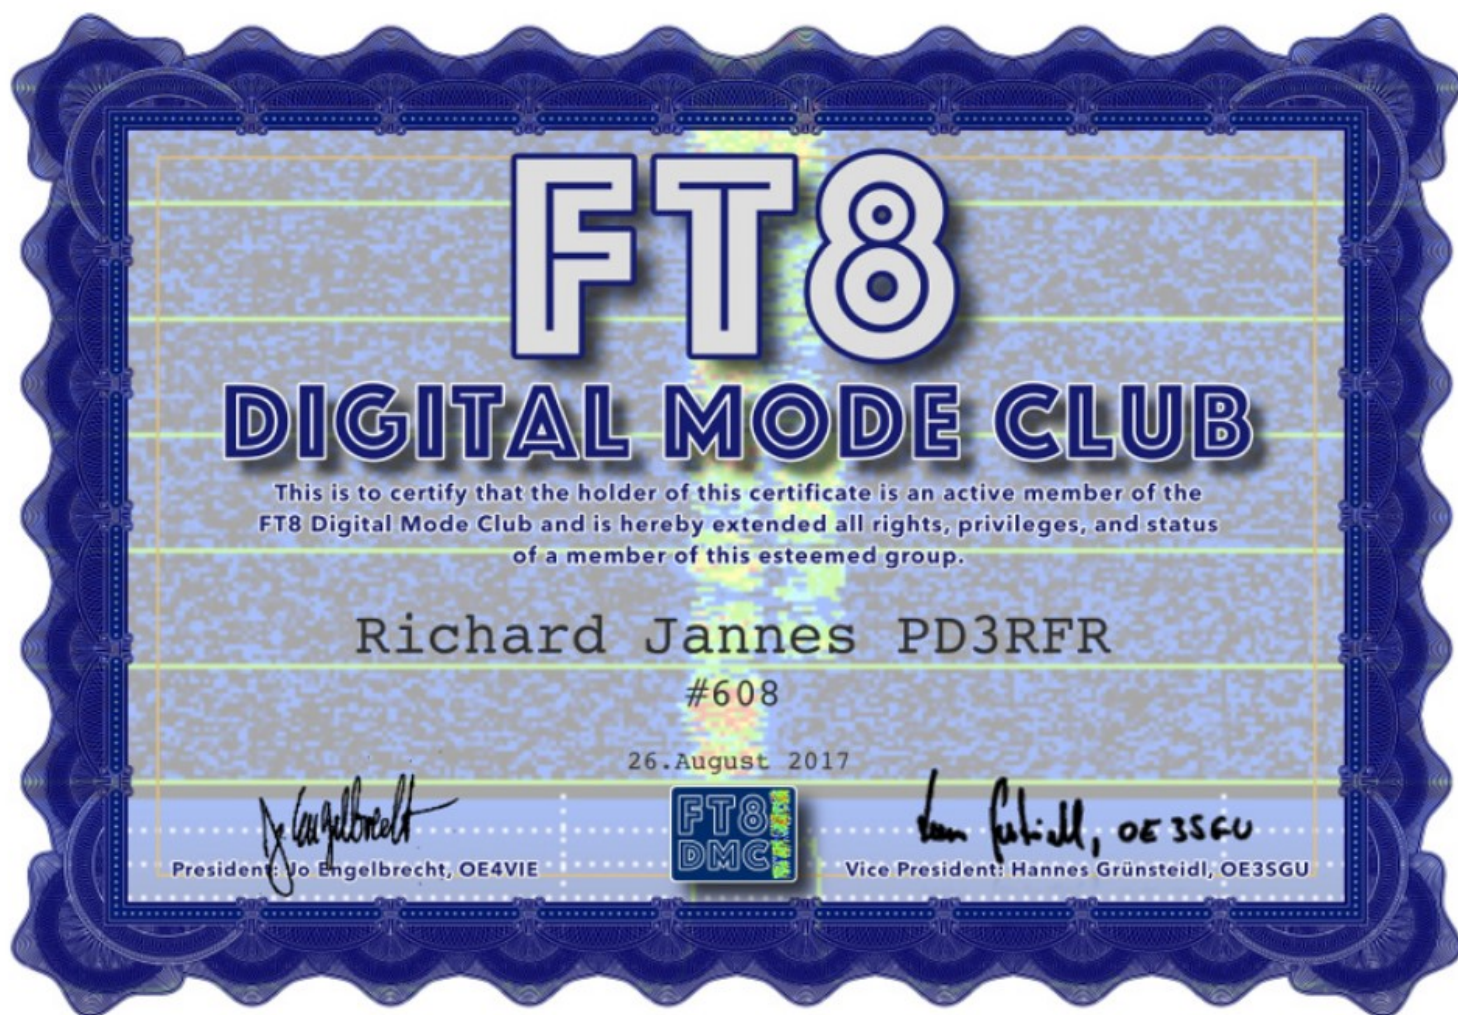 FT8
DIGITAL MODE CLUB
This is to certify that the holder of this certificate is an active member of the
FT8 Digital Mode Club and is hereby extended all rights, privileges, and status
of a member of this esteemed group.
Richard Jannes PD3RFR
#608
26.August 2017
OE3SGU
FT8
DMC
President: Jo Engelbrecht, OE4VIE
Vice President: Hannes Grünsteidl, OE3SGU